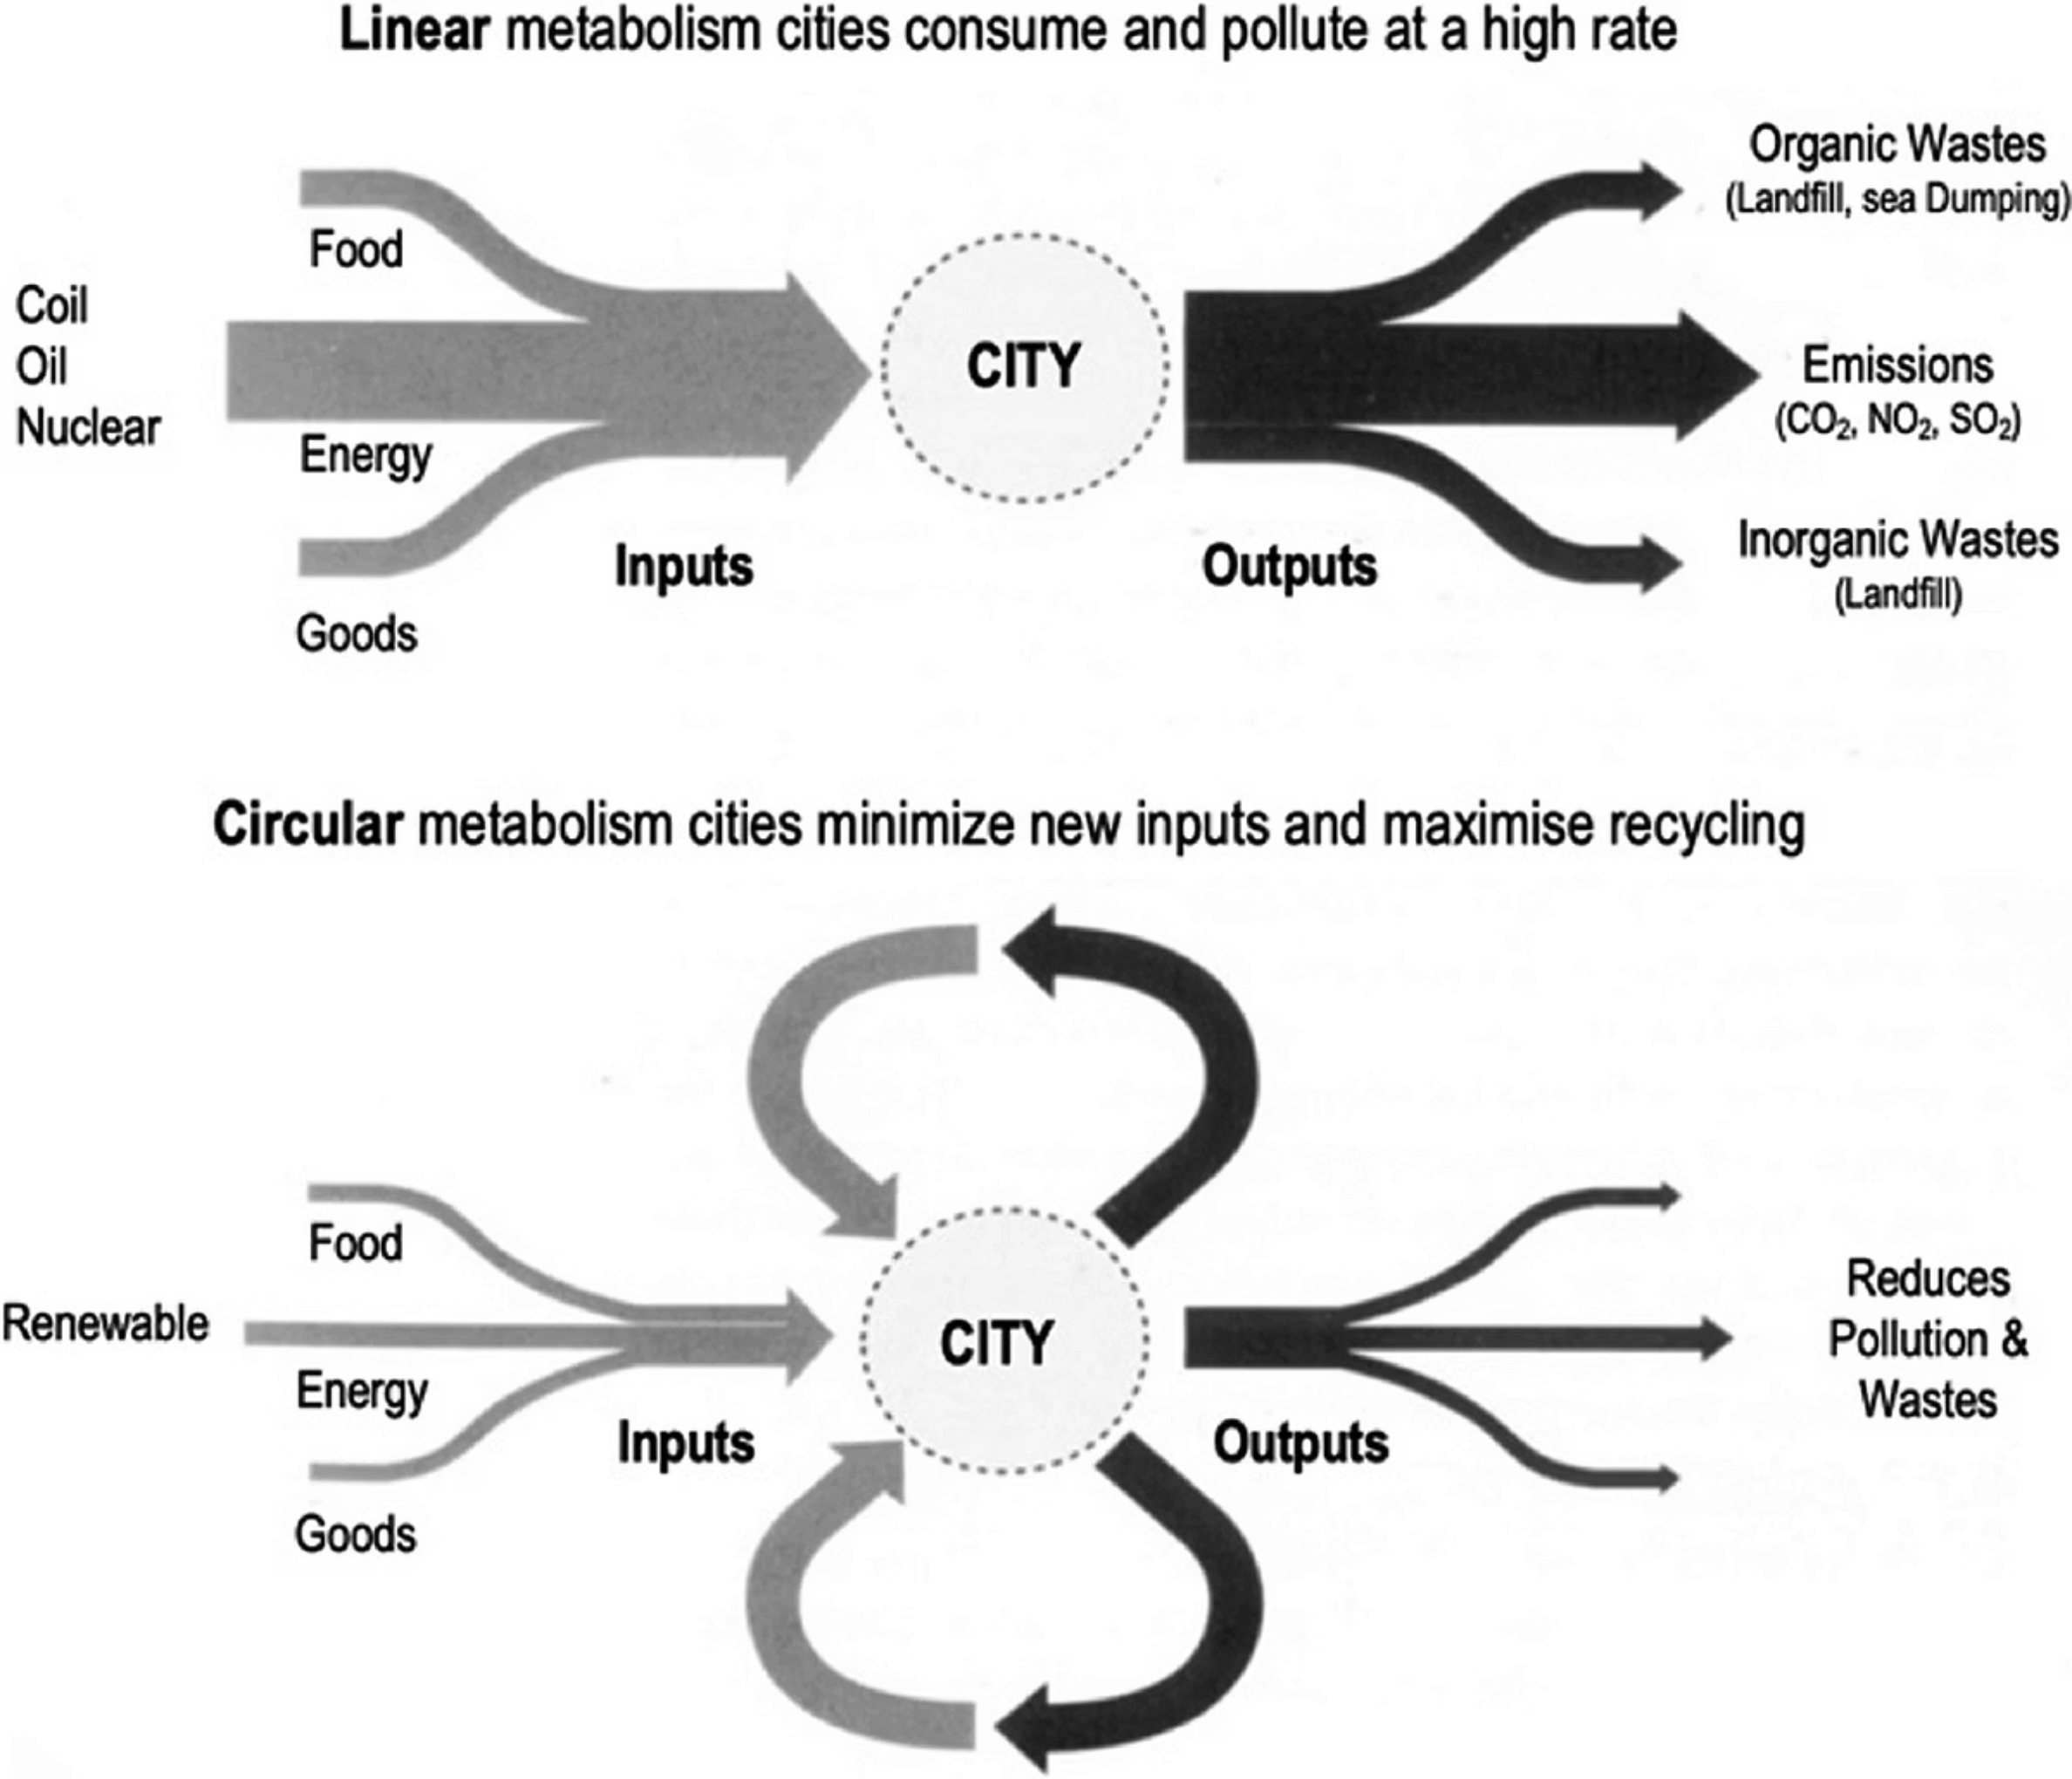 Linear metabolism cities consume and pollute at a high rate
Food
Coil
Oil
Nuclear
Energy
Goods
Inputs
CITY
Outputs
Organic Wastes
(Landfill, sea Dumping)
Emissions
(CO₂, NO₂, SO₂)
Inorganic Wastes
(Landfill)
Circular metabolism cities minimize new inputs and maximise recycling
Food
Renewable
Energy
Goods
Inputs
CITY
Outputs
Reduces
Pollution &
Wastes